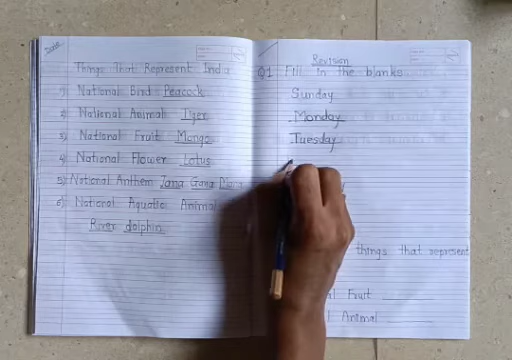 Things That Represent India
1) National Bird: Peacock
2) National Animal: Tiger
3) National Fruit Mango
4) National Flower Lotus
5) National Anthem Jana Gana
6) National Aquatic Animal
River dolphin
Revision
Q1 Fill in the blanks
Sunday
Monday
Tuesday
things that represent
Fruit
Animal